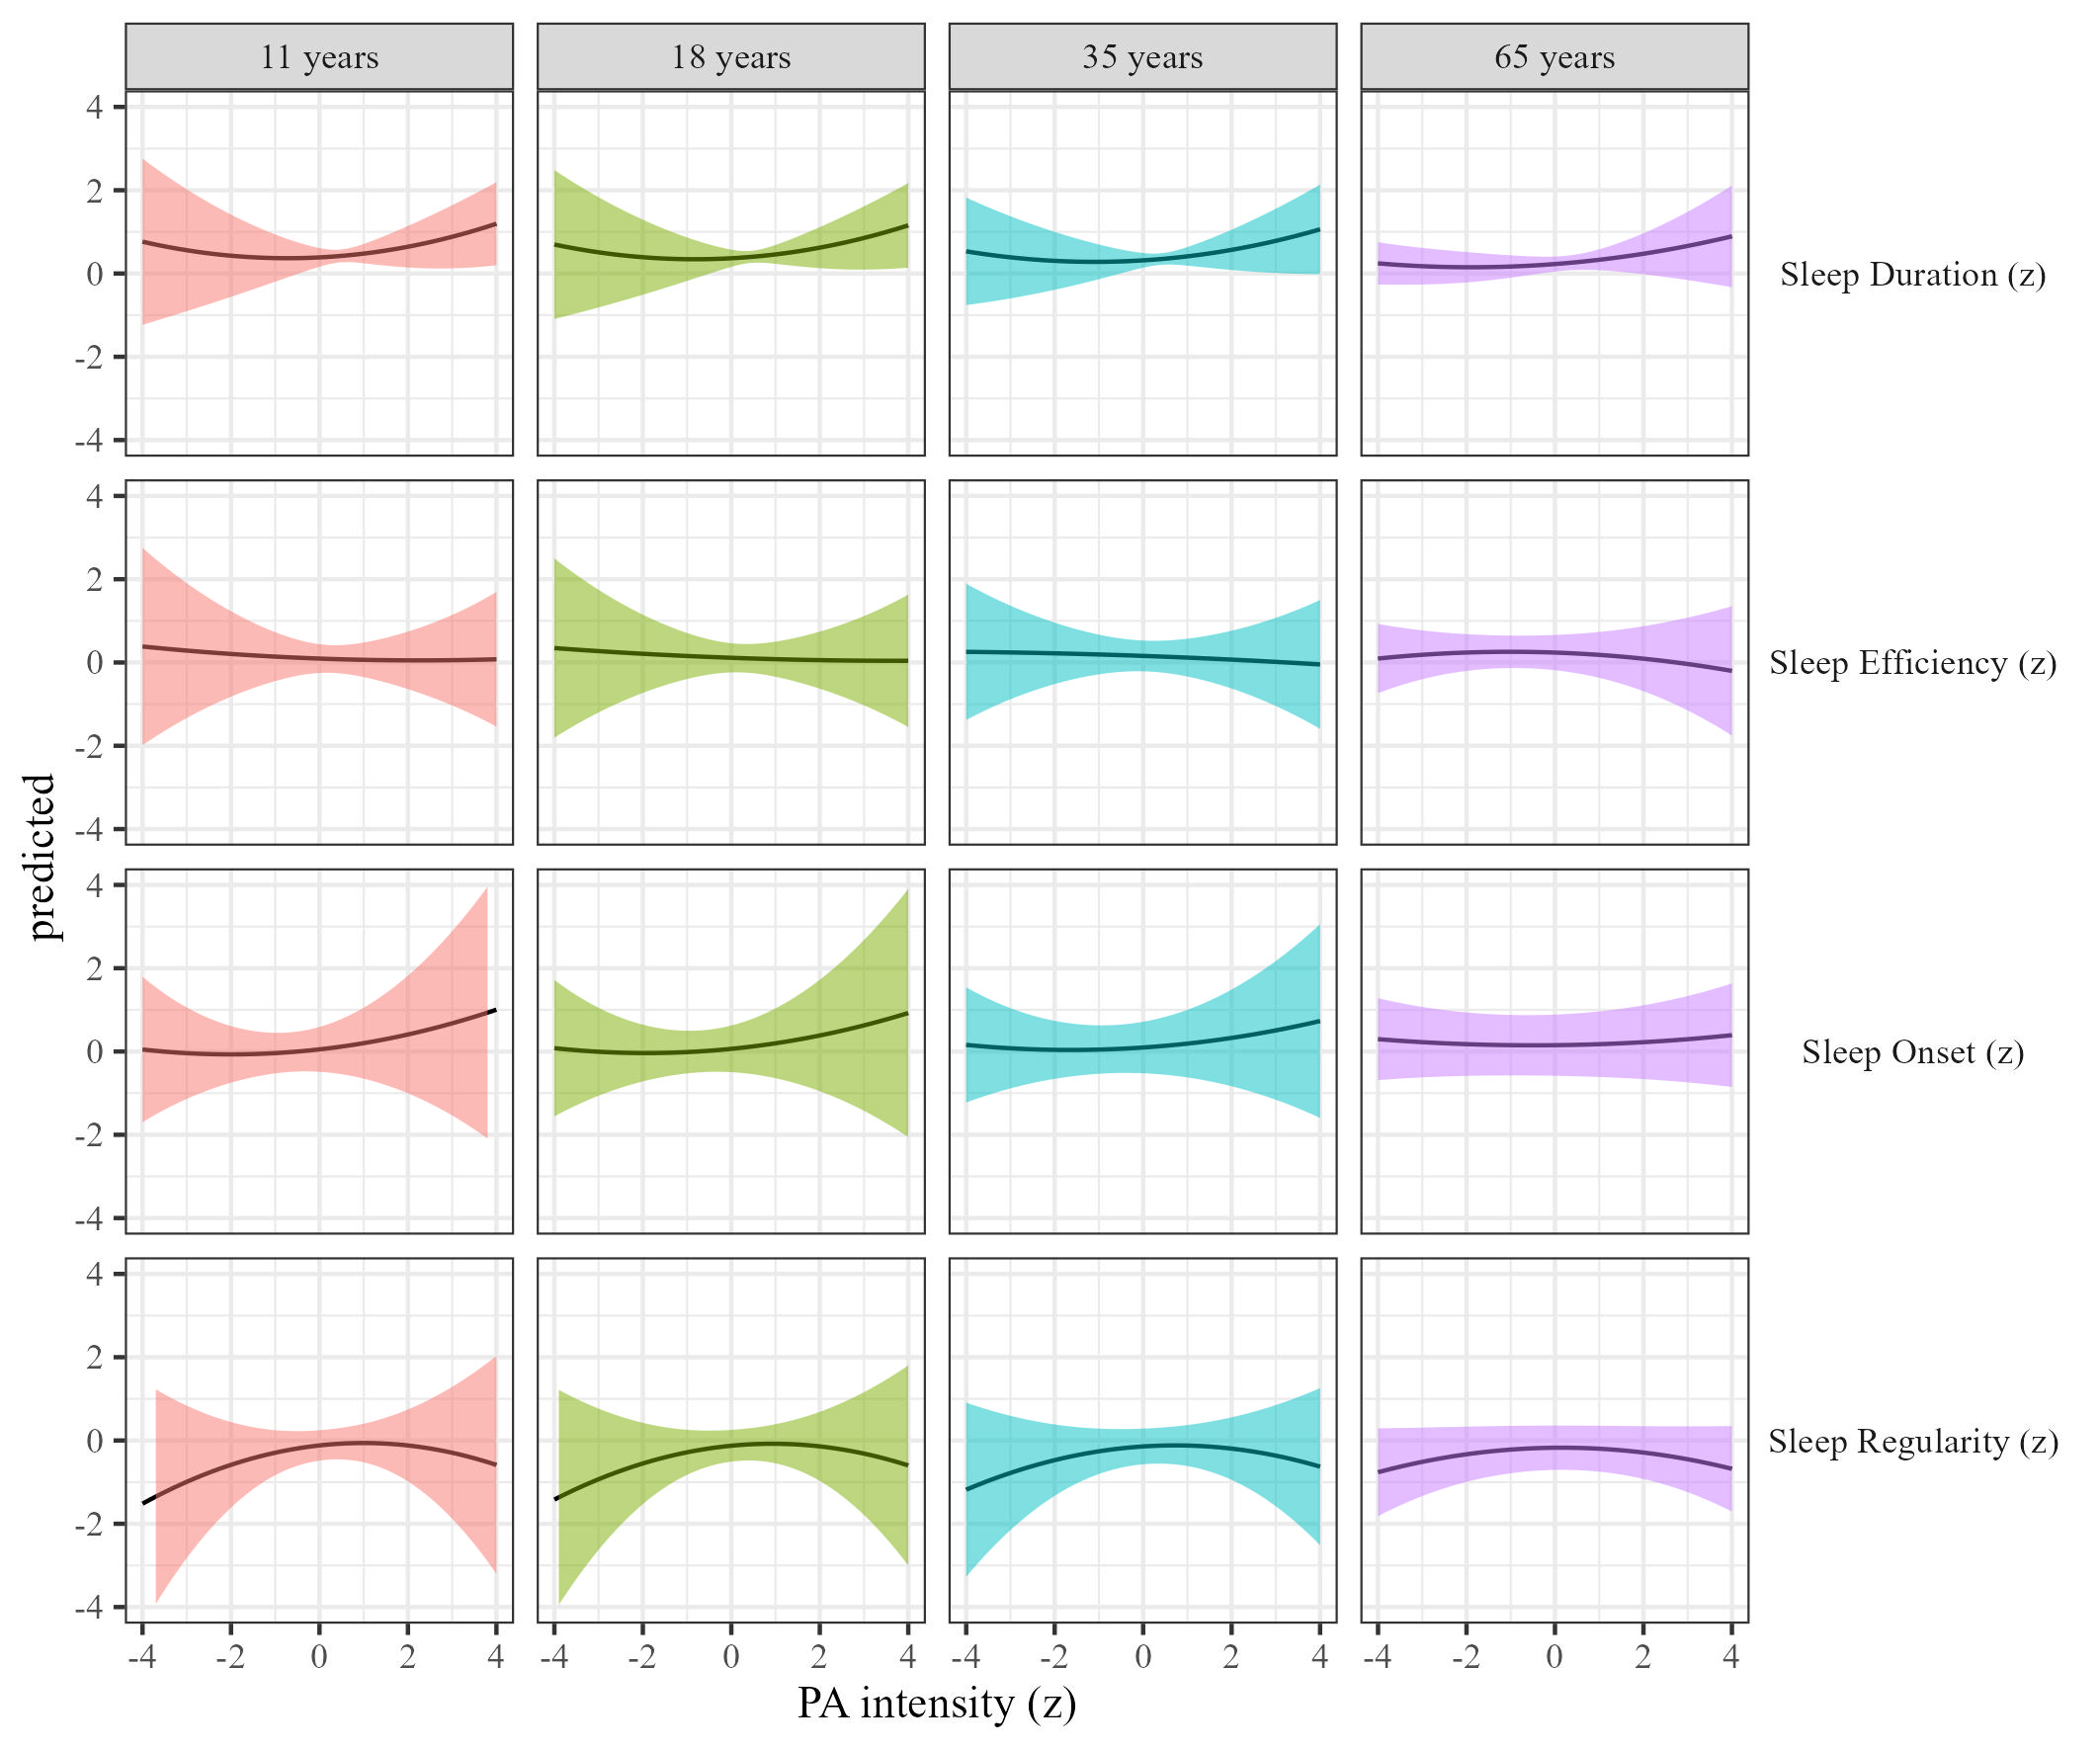 11 years 18 years 35 years 65 years
4
2
0
-2
-4
Sleep Duration (z)
4
2
0
-2
-4
Sleep Efficiency (z)
predicted
4
2
0
-2
-4
Sleep Onset (z)
4
2
0
-2
-4
Sleep Regularity (z)
-4 -2 0 2 4 -4 -2 0 2 4 -4 -2 0 2 4 -4 -2 0 2 4
PA intensity (z)